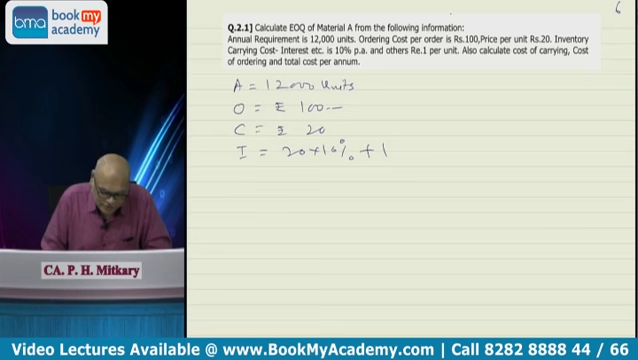 6
bma book my academy
Q.2.1] Calculate EOQ of Material A from the following information:
Annual Requirement is 12,000 units. Ordering Cost per order is Rs.100,Price per unit Rs.20. Inventory
Carrying Cost- Interest etc. is 10% p.a. and others Re.1 per unit. Also calculate cost of carrying, Cost
of ordering and total cost per annum.
A = 12000 Units
O = ₹ 100—
C = ₹ 20
I = 20×10% + 1
CA. P. H. Mitkary
Video Lectures Available @ www.BookMyAcademy.com | Call 8282 8888 44 / 66